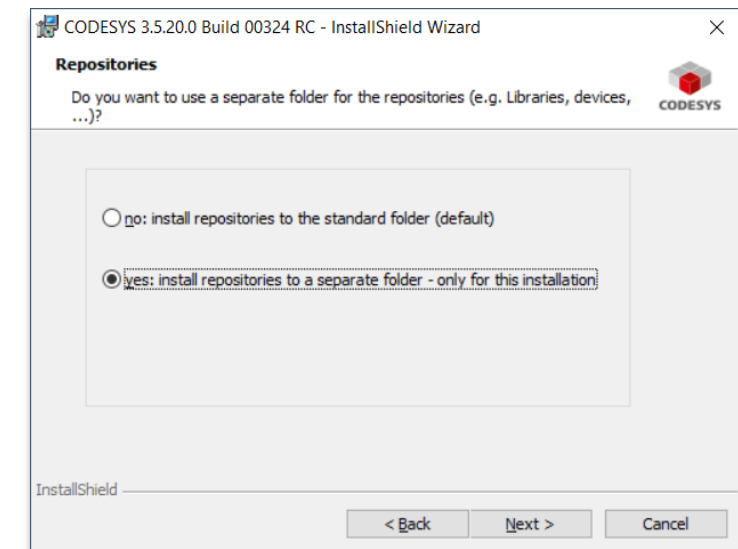 CODESYS 3.5.20.0 Build 00324 RC - InstallShield Wizard
Repositories
Do you want to use a separate folder for the repositories (e.g. Libraries, devices,
...)?
CODESYS
no: install repositories to the standard folder (default)
yes: install repositories to a separate folder - only for this installation
InstallShield
< Back
Next >
Cancel